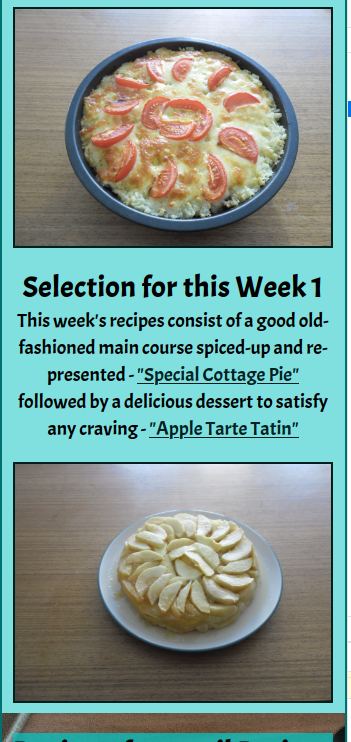 Selection for this Week 1
This week's recipes consist of a good old-
fashioned main course spiced-up and re-
presented - "Special Cottage Pie"
followed by a delicious dessert to satisfy
any craving - "Apple Tarte Tatin"